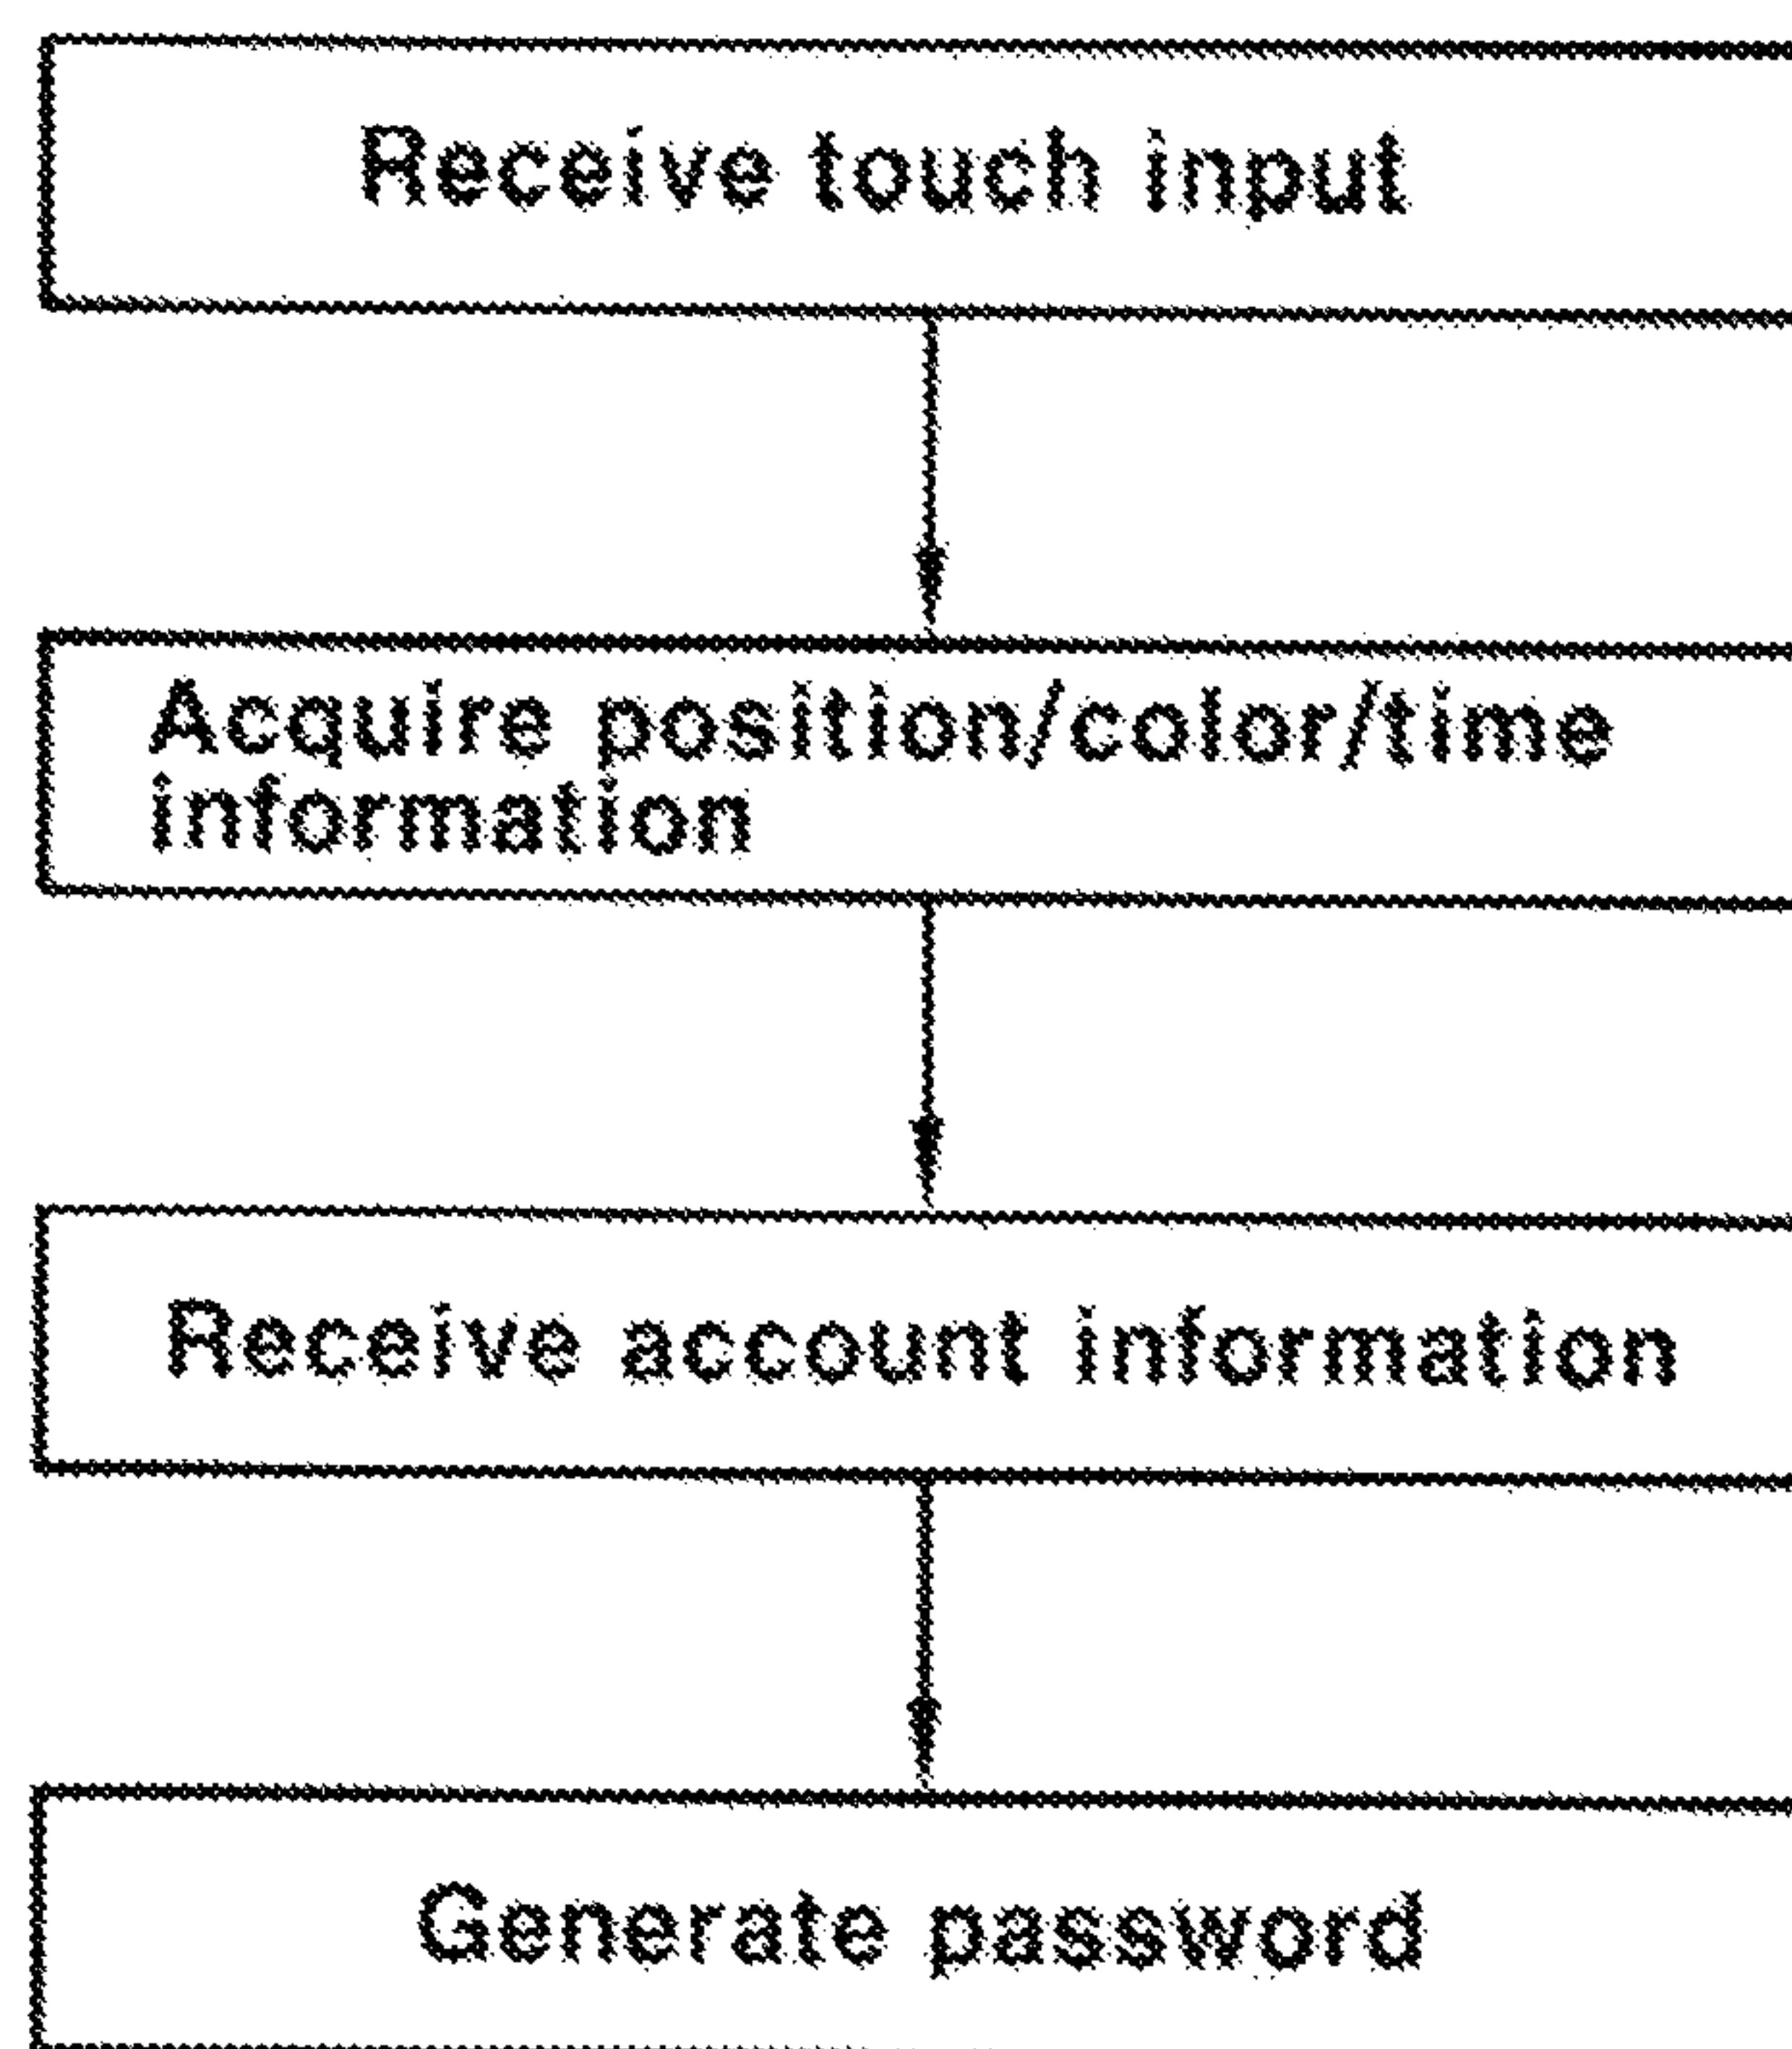 Receive touch input
Acquire position/color/time
information
Receive account information
Generate password